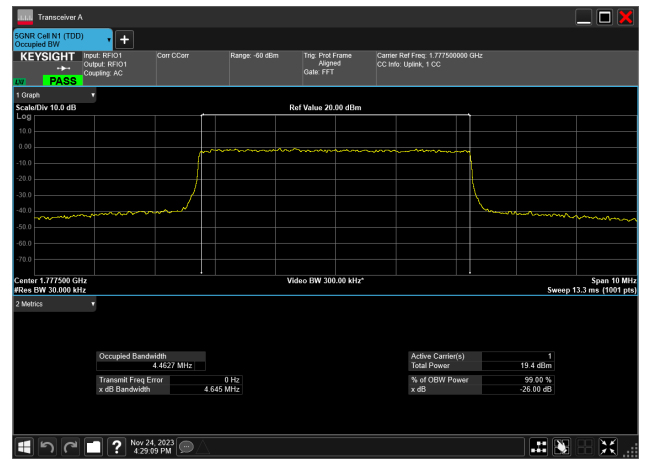 Transceiver A
5GNR Cell N1 (TDD)
Occupied BW
+
KEYSIGHT
LW PASS
Input: RFIO1
Output: RFIO1
Coupling: AC
Corr CCorr
Range: -60 dBm
Trig: Prot Frame
Aligned
Gate: FFT
Carrier Ref Freq: 1.777500000 GHz
CC Info: Uplink, 1 CC
1 Graph
Scale/Div 10.0 dB
Ref Value 20.00 dBm
Log
10.0
0.00
-10.0
-20.0
-30.0
-40.0
-50.0
-60.0
-70.0
Center 1.777500 GHz
Video BW 300.00 kHz*
Span 10 MHz
#Res BW 30.000 kHz
Sweep 13.3 ms (1001 pts)
2 Metrics
Occupied Bandwidth
4.4627 MHz
Transmit Freq Error 0 Hz
x dB Bandwidth 4.645 MHz
Active Carrier(s) 1
Total Power 19.4 dBm
% of OBW Power 99.00 %
x dB -26.00 dB
?
Nov 24, 2023
4:29:09 PM